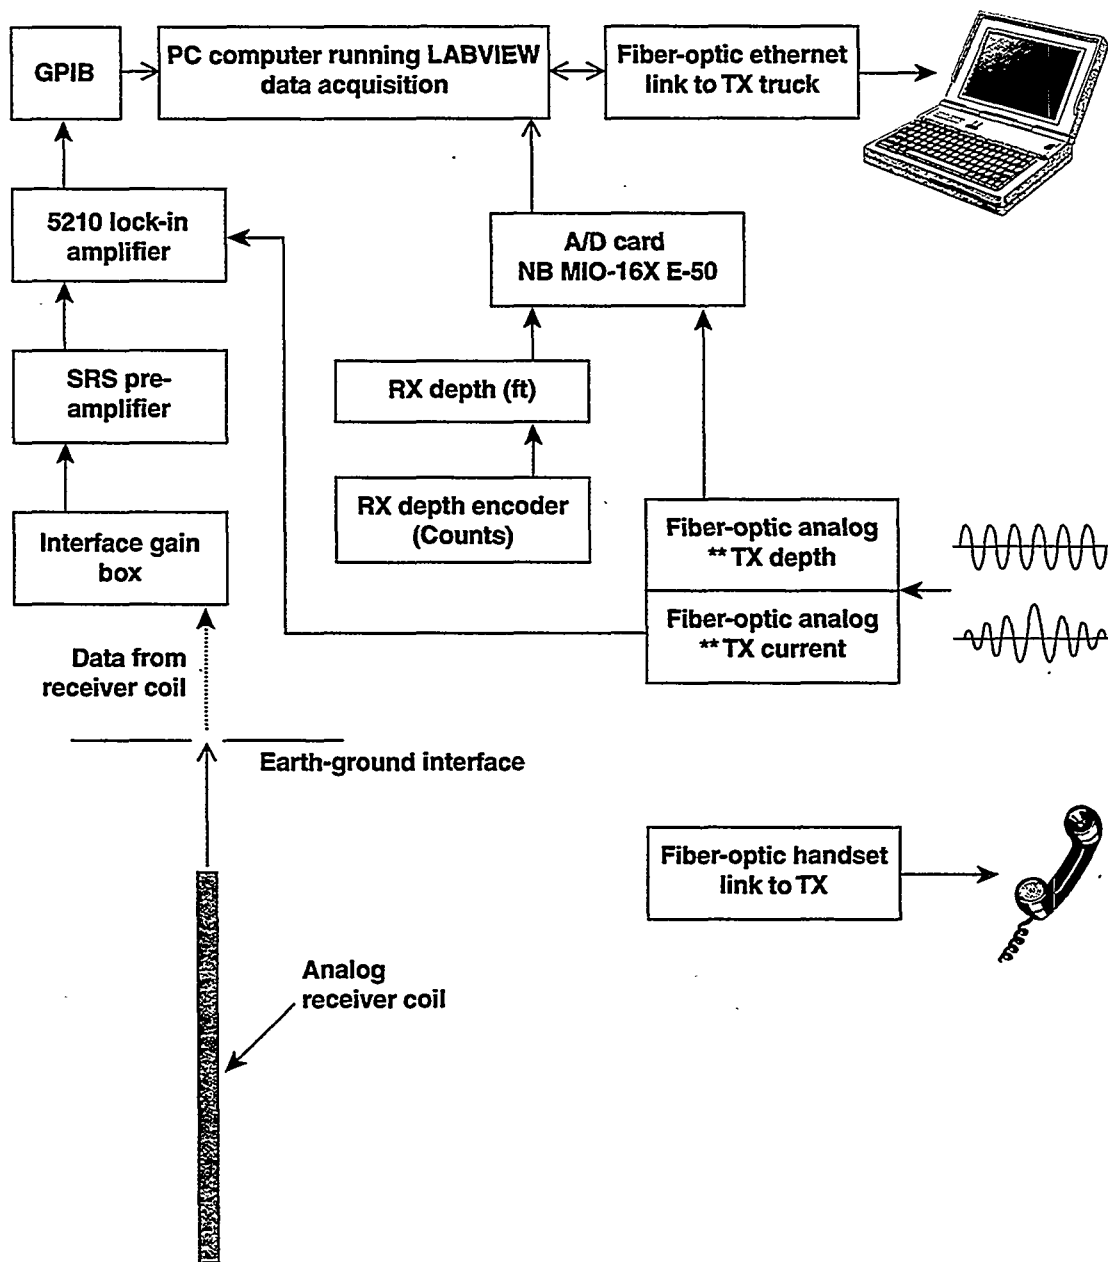 GPIB
PC computer running LABVIEW
data acquisition
Fiber-optic ethernet
link to TX truck
5210 lock-in
amplifier
A/D card
NB MIO-16X E-50
SRS pre-
amplifier
RX depth (ft)
RX depth encoder
(Counts)
Interface gain
box
Fiber-optic analog
** TX depth
Fiber-optic analog
** TX current
Data from
receiver coil
Earth-ground interface
Fiber-optic handset
link to TX
Analog
receiver coil